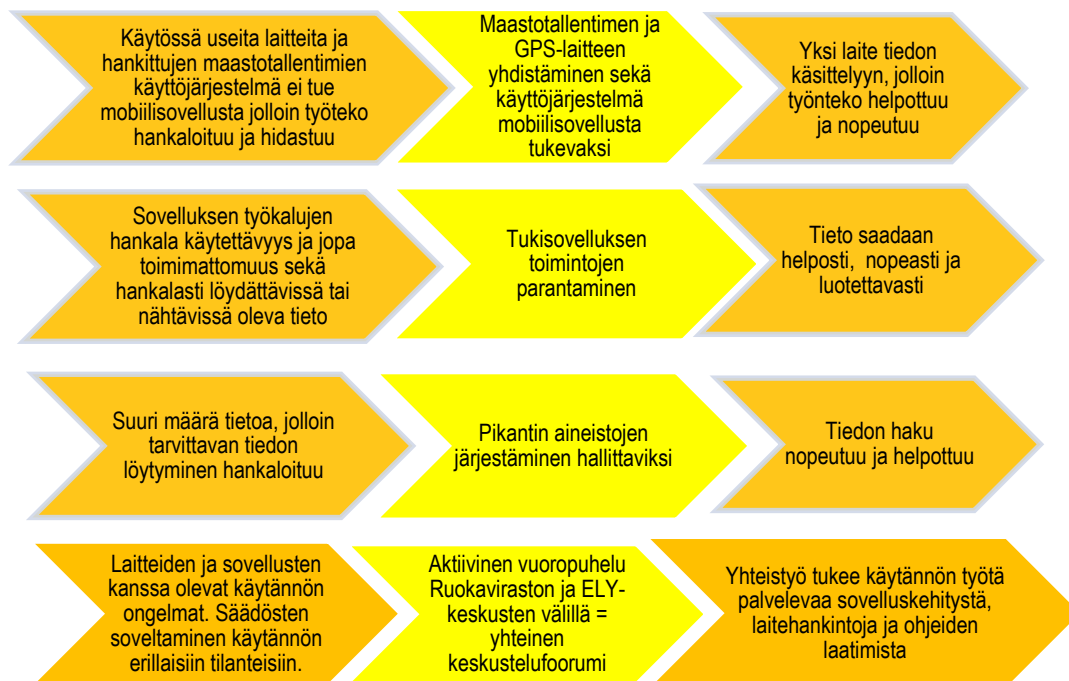 Käytössä useita laitteita ja
hankittujen maastotallentimien
käyttöjärjestelmä ei tue
mobiilisovellusta jolloin työteko
hankaloituu ja hidastuu
Maastotallentimen ja
GPS-laitteen
yhdistäminen sekä
käyttöjärjestelmä
mobiilisovellusta
tukevaksi
Yksi laite tiedon
käsittelyyn, jolloin
työnteko helpottuu
ja nopeutuu
Sovelluksen työkalujen
hankala käytettävyys ja jopa
toimimattomuus sekä
hankalasti löydättävissä tai
nähtävissä oleva tieto
Tukisovelluksen
toimintojen
parantaminen
Tieto saadaan
helposti, nopeasti ja
luotettavasti
Suuri määrä tietoa, jolloin
tarvittavan tiedon
löytyminen hankaloituu
Pikantin aineistojen
järjestäminen hallittaviksi
Tiedon haku
nopeutuu ja helpottuu
Laitteiden ja sovellusten
kanssa olevat käytännön
ongelmat. Säädösten
soveltaminen käytännön
erillaisiin tilanteisiin.
Aktiivinen vuoropuhelu
Ruokaviraston ja ELY-
keskusten välillä =
yhteinen
keskustelufoorumi
Yhteistyö tukee käytännön työtä
palvelevaa sovelluskehitystä,
laitehankintoja ja ohjeiden
laatimista